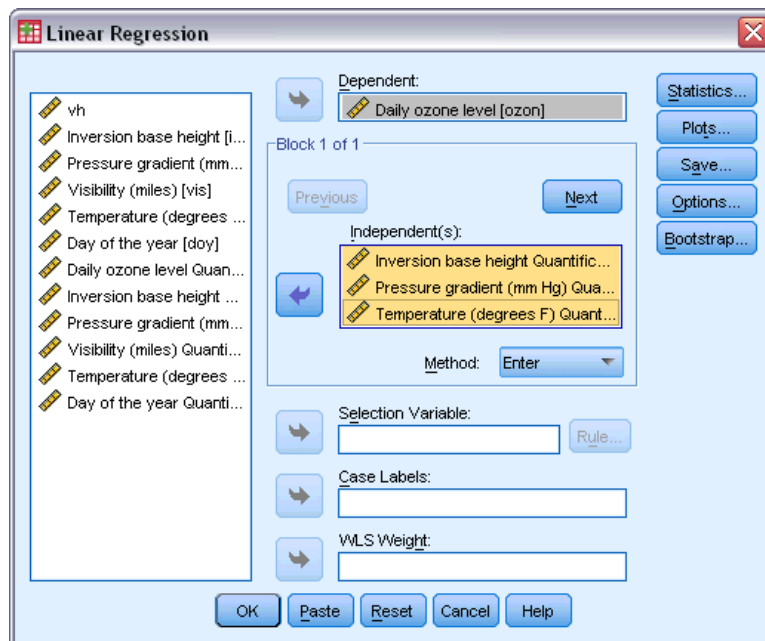 Linear Regression
vh
Inversion base height [i...
Pressure gradient (mm...
Visibility (miles) [vis]
Temperature (degrees ...
Day of the year [doy]
Daily ozone level Quan...
Inversion base height ...
Pressure gradient (mm...
Visibility (miles) Quanti...
Temperature (degrees ...
Day of the year Quanti...
Dependent:
Daily ozone level [ozon]
Block 1 of 1
Previous
Next
Independent(s):
Inversion base height Quantific...
Pressure gradient (mm Hg) Qua...
Temperature (degrees F) Quant...
Method:
Enter
Selection Variable:
Rule...
Case Labels:
WLS Weight:
Statistics...
Plots...
Save...
Options...
Bootstrap...
OK
Paste
Reset
Cancel
Help